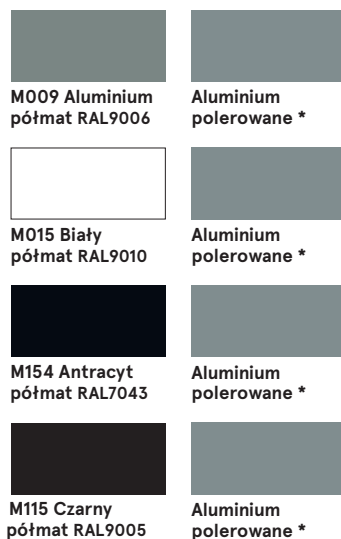 M009 Aluminium
półmat RAL9006
Aluminium
polerowane *
M015 Biały
półmat RAL9010
Aluminium
polerowane *
M154 Antracyt
półmat RAL7043
Aluminium
polerowane *
M115 Czarny
półmat RAL9005
Aluminium
polerowane *